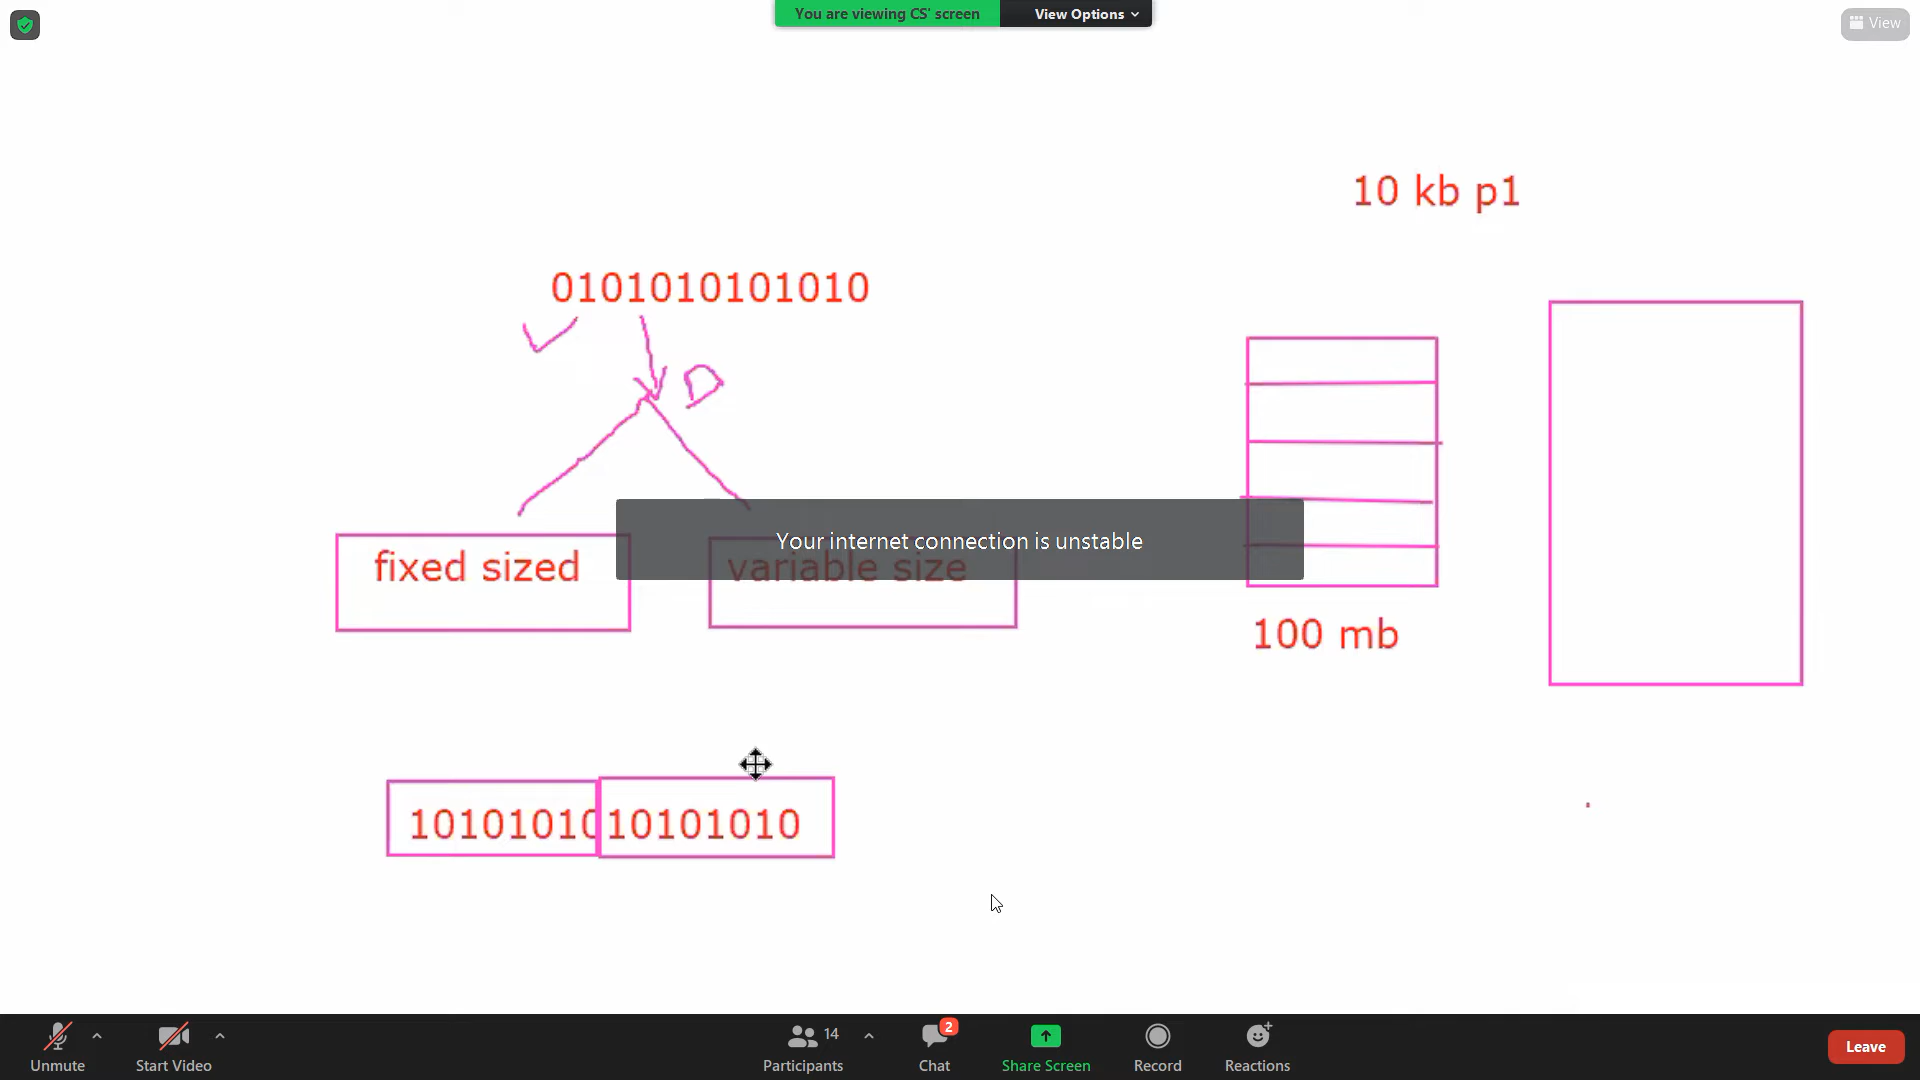 You are viewing CS' screen
View Options
View
10 kb p1
0101010101010
D
fixed sized
variable size
Your internet connection is unstable
100 mb
10101010
10101010
Unmute
Start Video
14
Participants
2
Chat
Share Screen
Record
Reactions
Leave